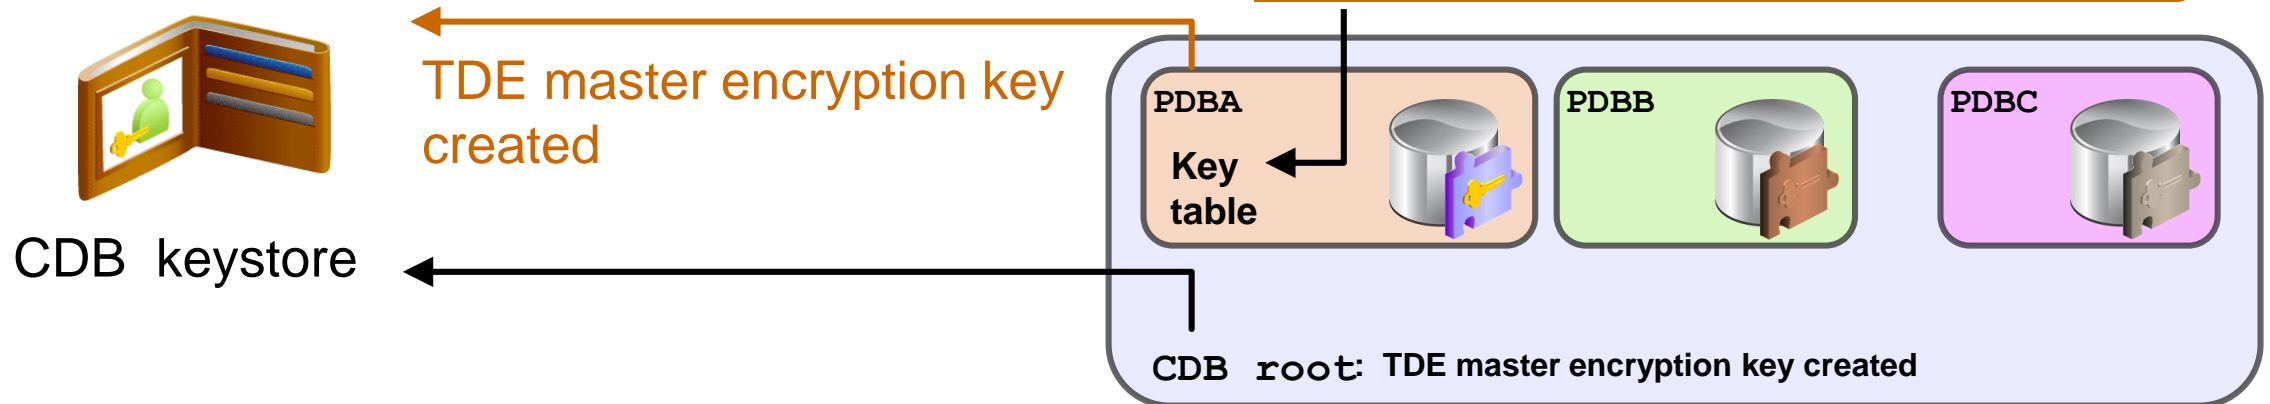 TDE master encryption key
created
PDBA
PDBB
PDBC
Key
table
CDB keystore
CDB root: TDE master encryption key created